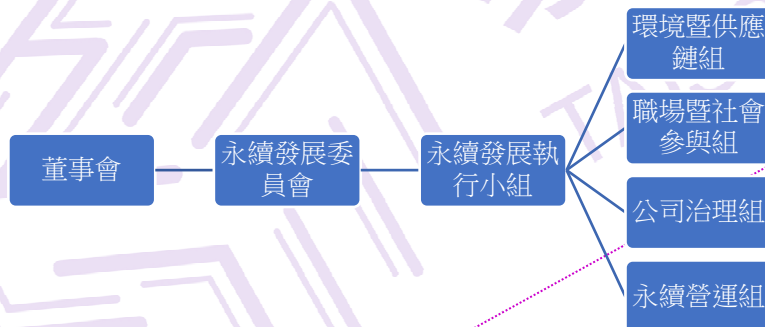 董事會
永續發展委
員會
永續發展執
行小組
環境暨供應
鏈組
職場暨社會
參與組
公司治理組
永續營運組